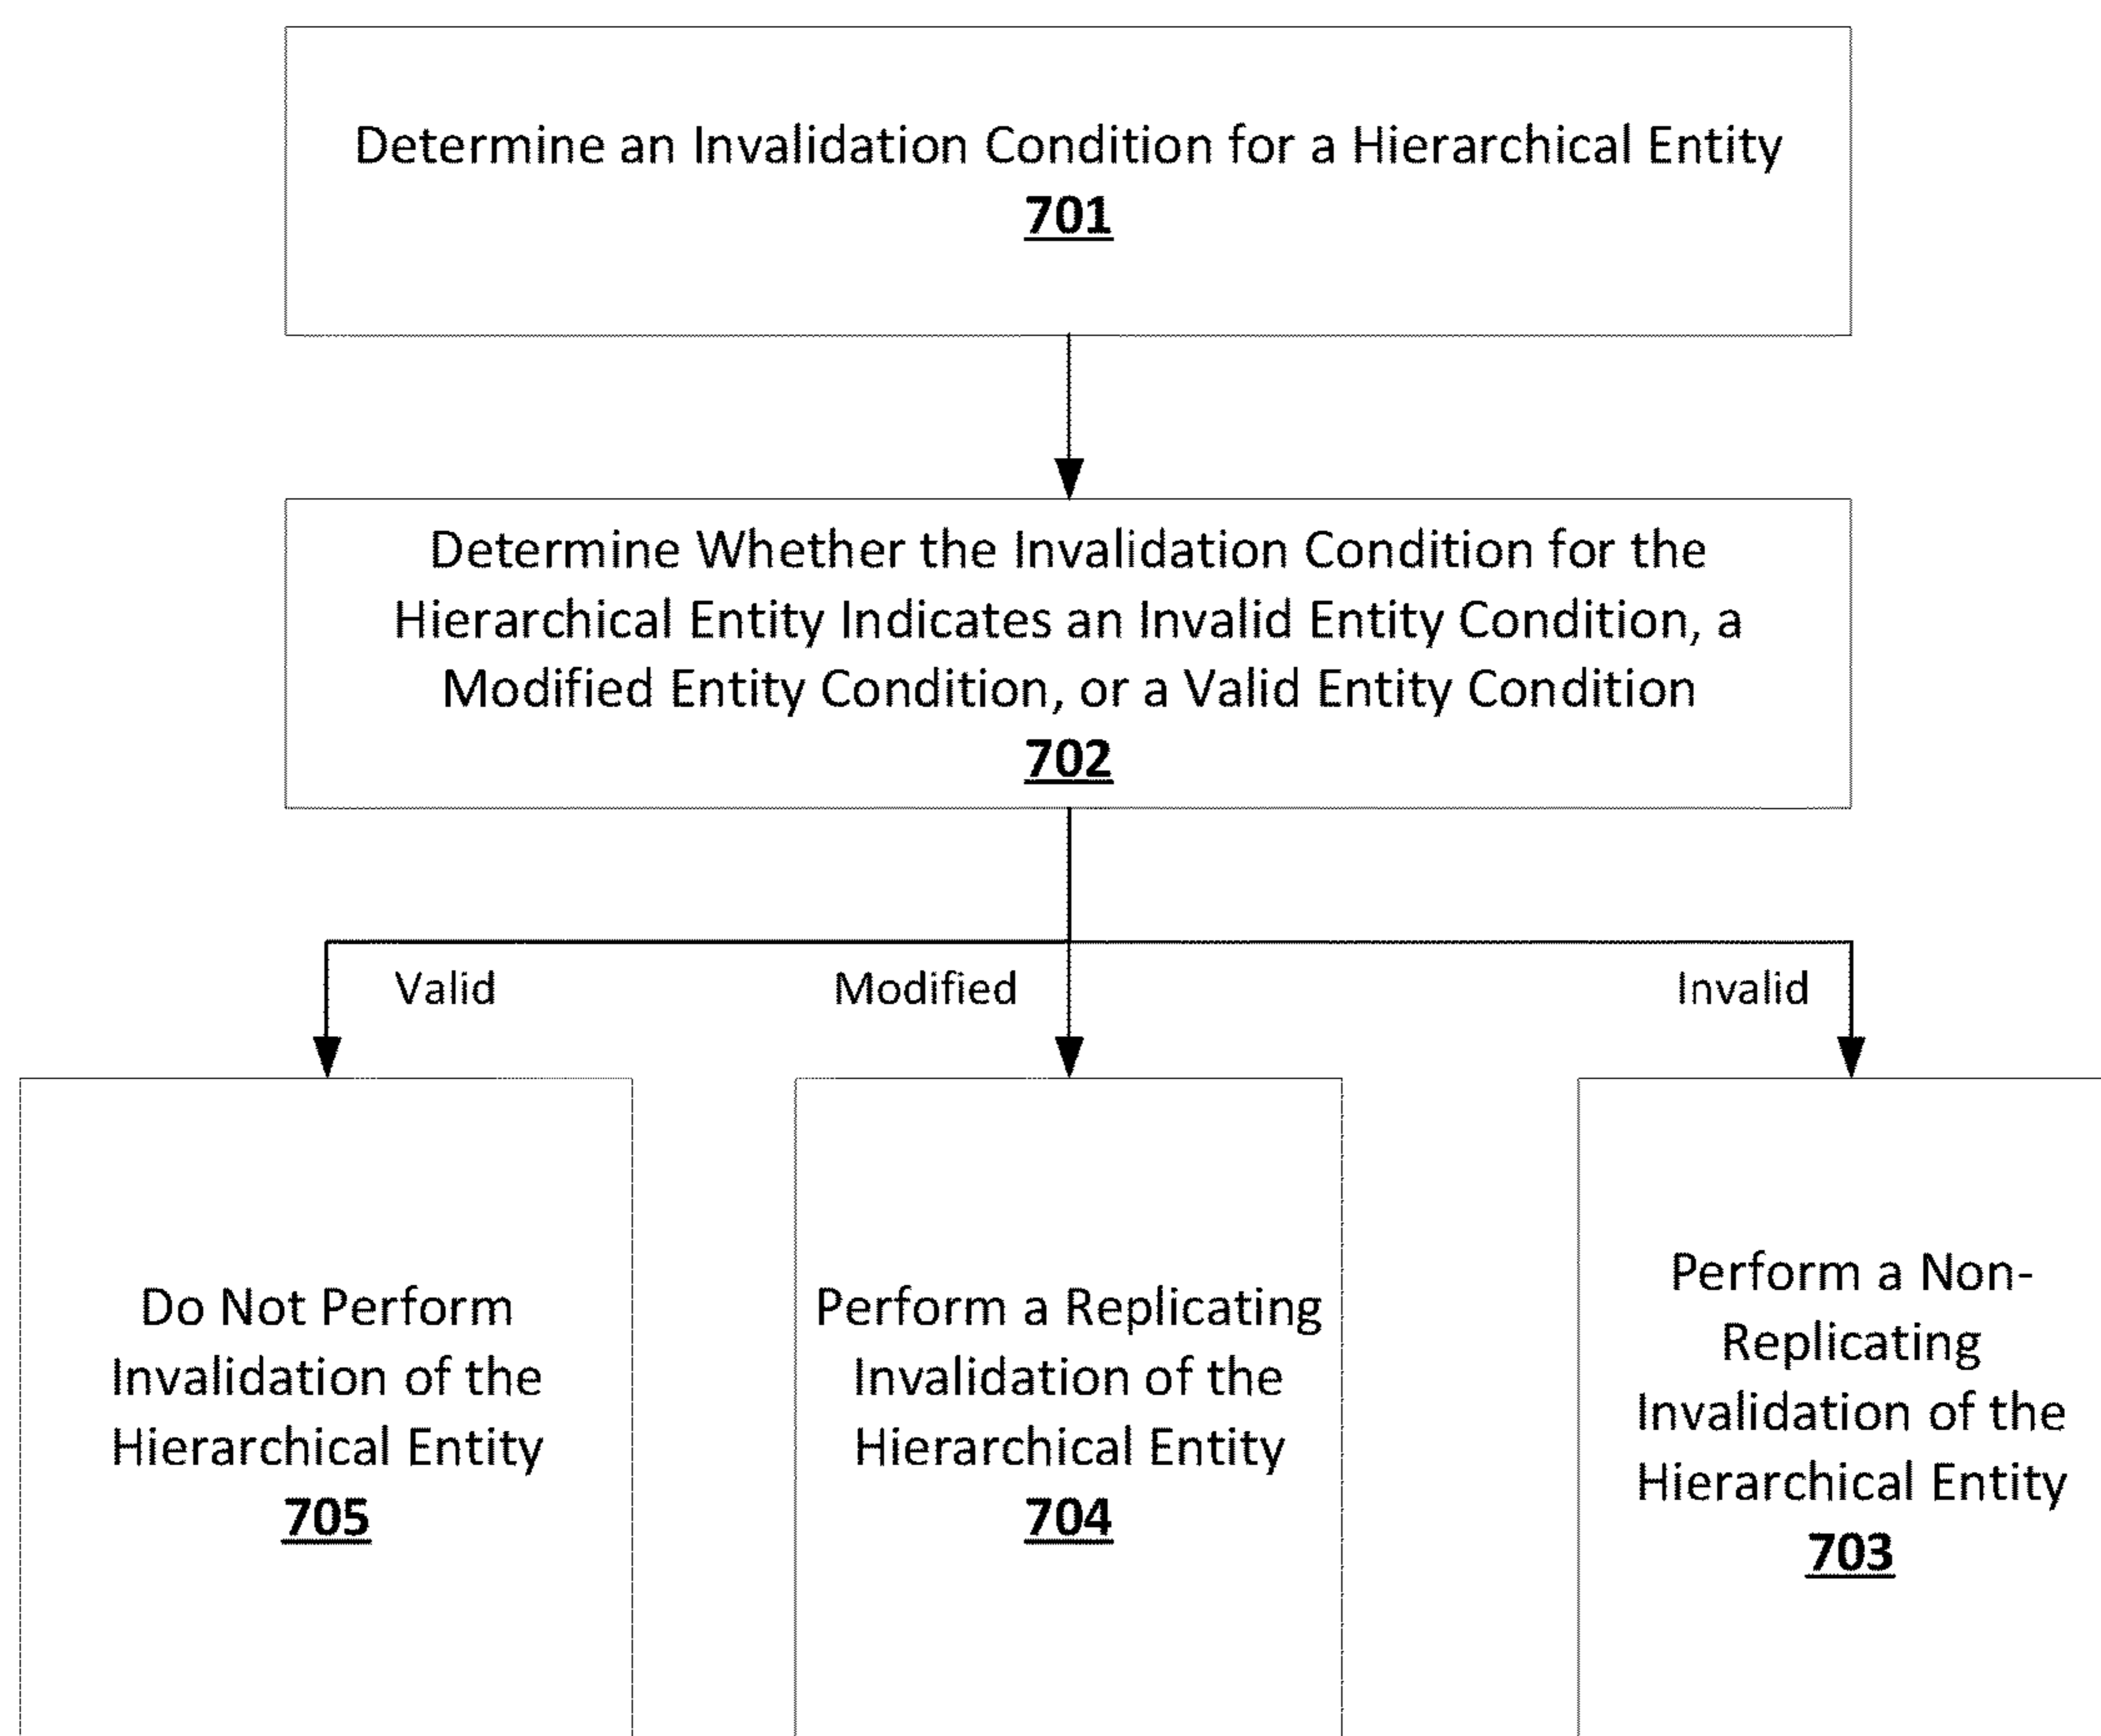 Determine an Invalidation Condition for a Hierarchical Entity
701
Determine Whether the Invalidation Condition for the
Hierarchical Entity Indicates an Invalid Entity Condition, a
Modified Entity Condition, or a Valid Entity Condition
702
Valid
Modified
Invalid
Do Not Perform
Invalidation of the
Hierarchical Entity
705
Perform a Replicating
Invalidation of the
Hierarchical Entity
704
Perform a Non-
Replicating
Invalidation of the
Hierarchical Entity
703